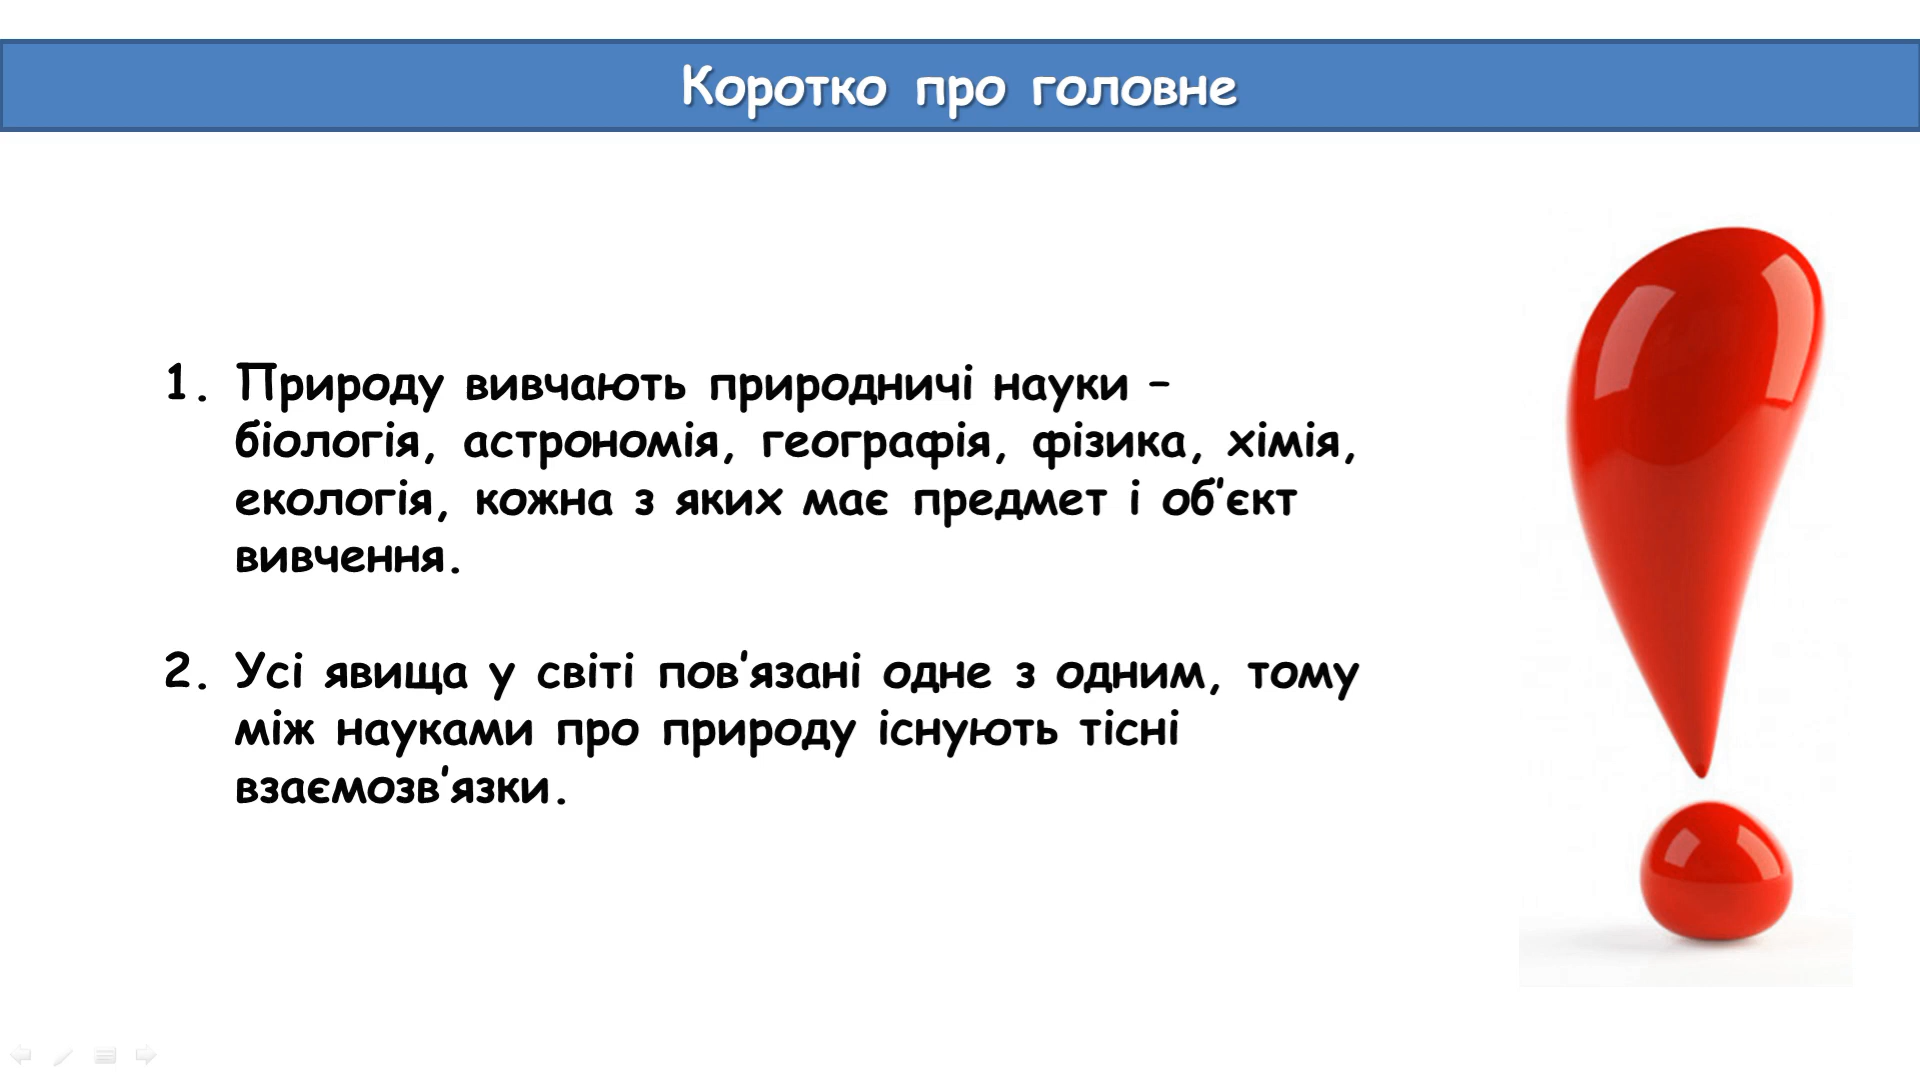 Коротко про головне
1. Природу вивчають природничі науки –
біологія, астрономія, географія, фізика, хімія,
екологія, кожна з яких має предмет і об’єкт
вивчення.
2. Усі явища у світі пов’язані одне з одним, тому
між науками про природу існують тісні
взаємозв’язки.